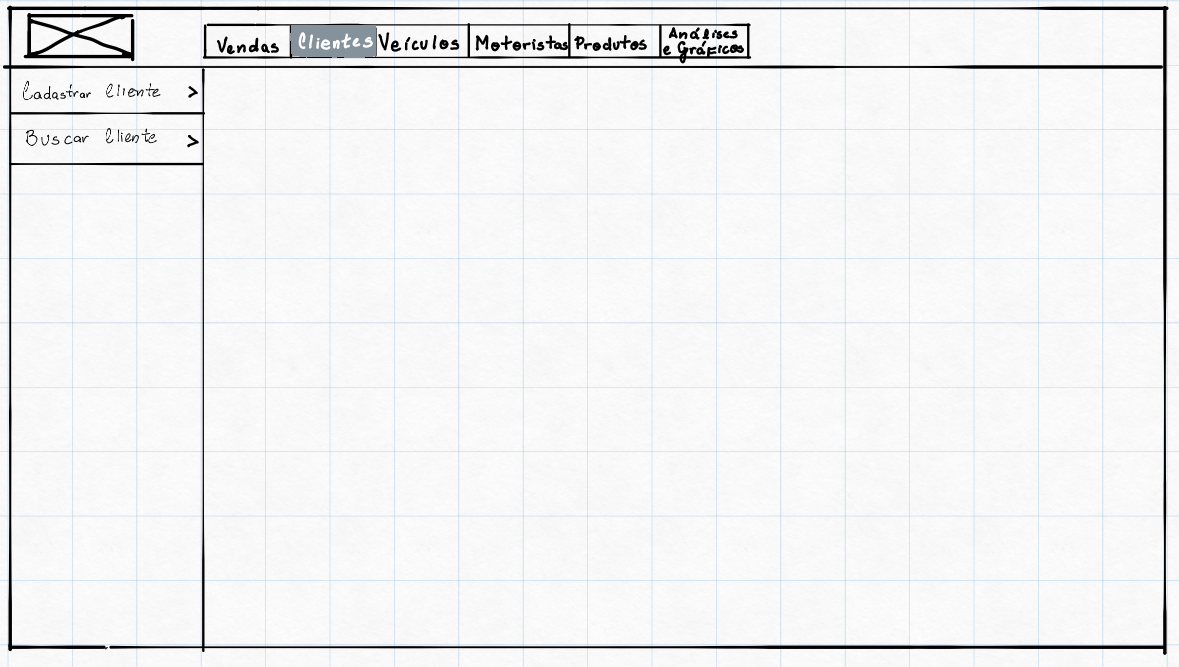 Vendas
Clientes
Veículos
Motoristas
Produtos
Análises
e Gráficos
Cadastrar Cliente >
Buscar Cliente >